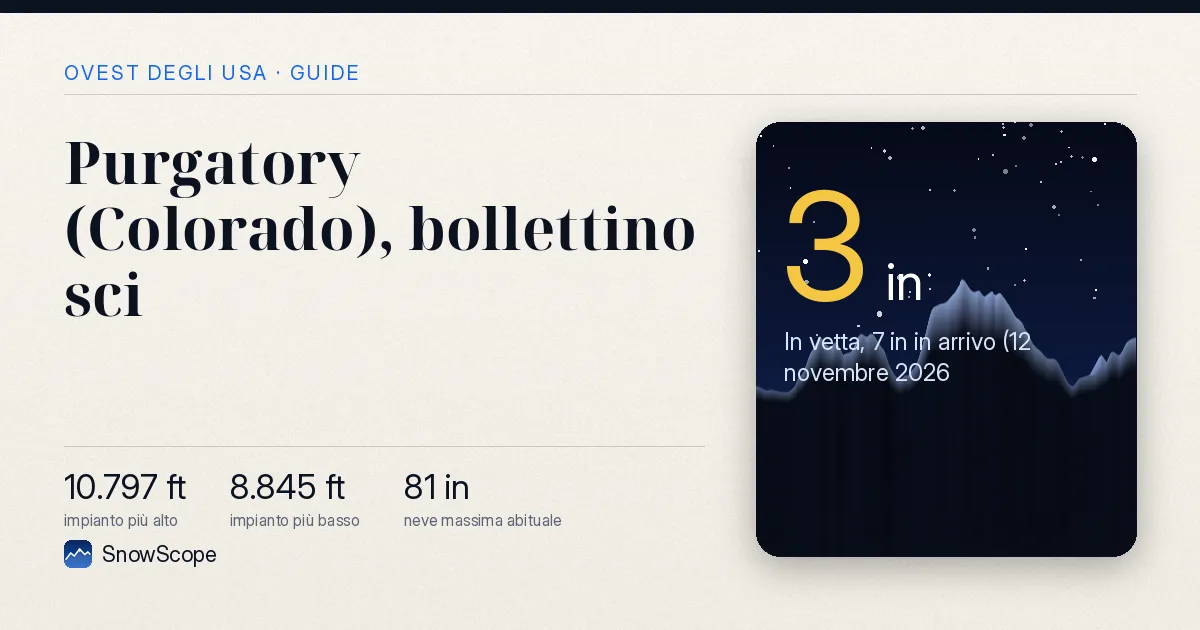 OVEST DEGLI USA · GUIDE
Purgatory
(Colorado), bollettino
sci
3 in
In vetta, 7 in in arrivo (12
novembre 2026
10.797 ft
impianto più alto
8.845 ft
impianto più basso
81 in
neve massima abituale
SnowScope